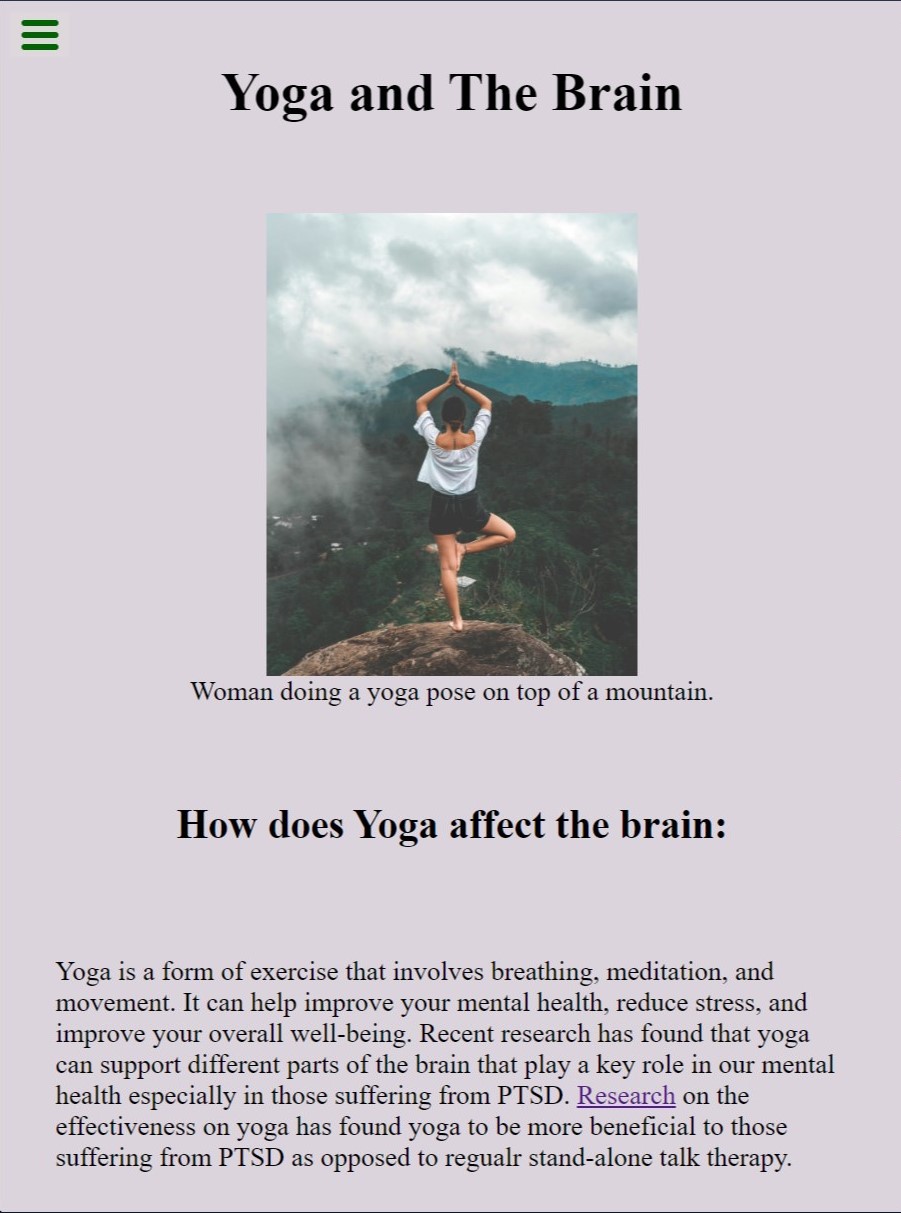 Yoga and The Brain
Woman doing a yoga pose on top of a mountain.
How does Yoga affect the brain:
Yoga is a form of exercise that involves breathing, meditation, and
movement. It can help improve your mental health, reduce stress, and
improve your overall well-being. Recent research has found that yoga
can support different parts of the brain that play a key role in our mental
health especially in those suffering from PTSD. Research on the
effectiveness on yoga has found yoga to be more beneficial to those
suffering from PTSD as opposed to regualr stand-alone talk therapy.